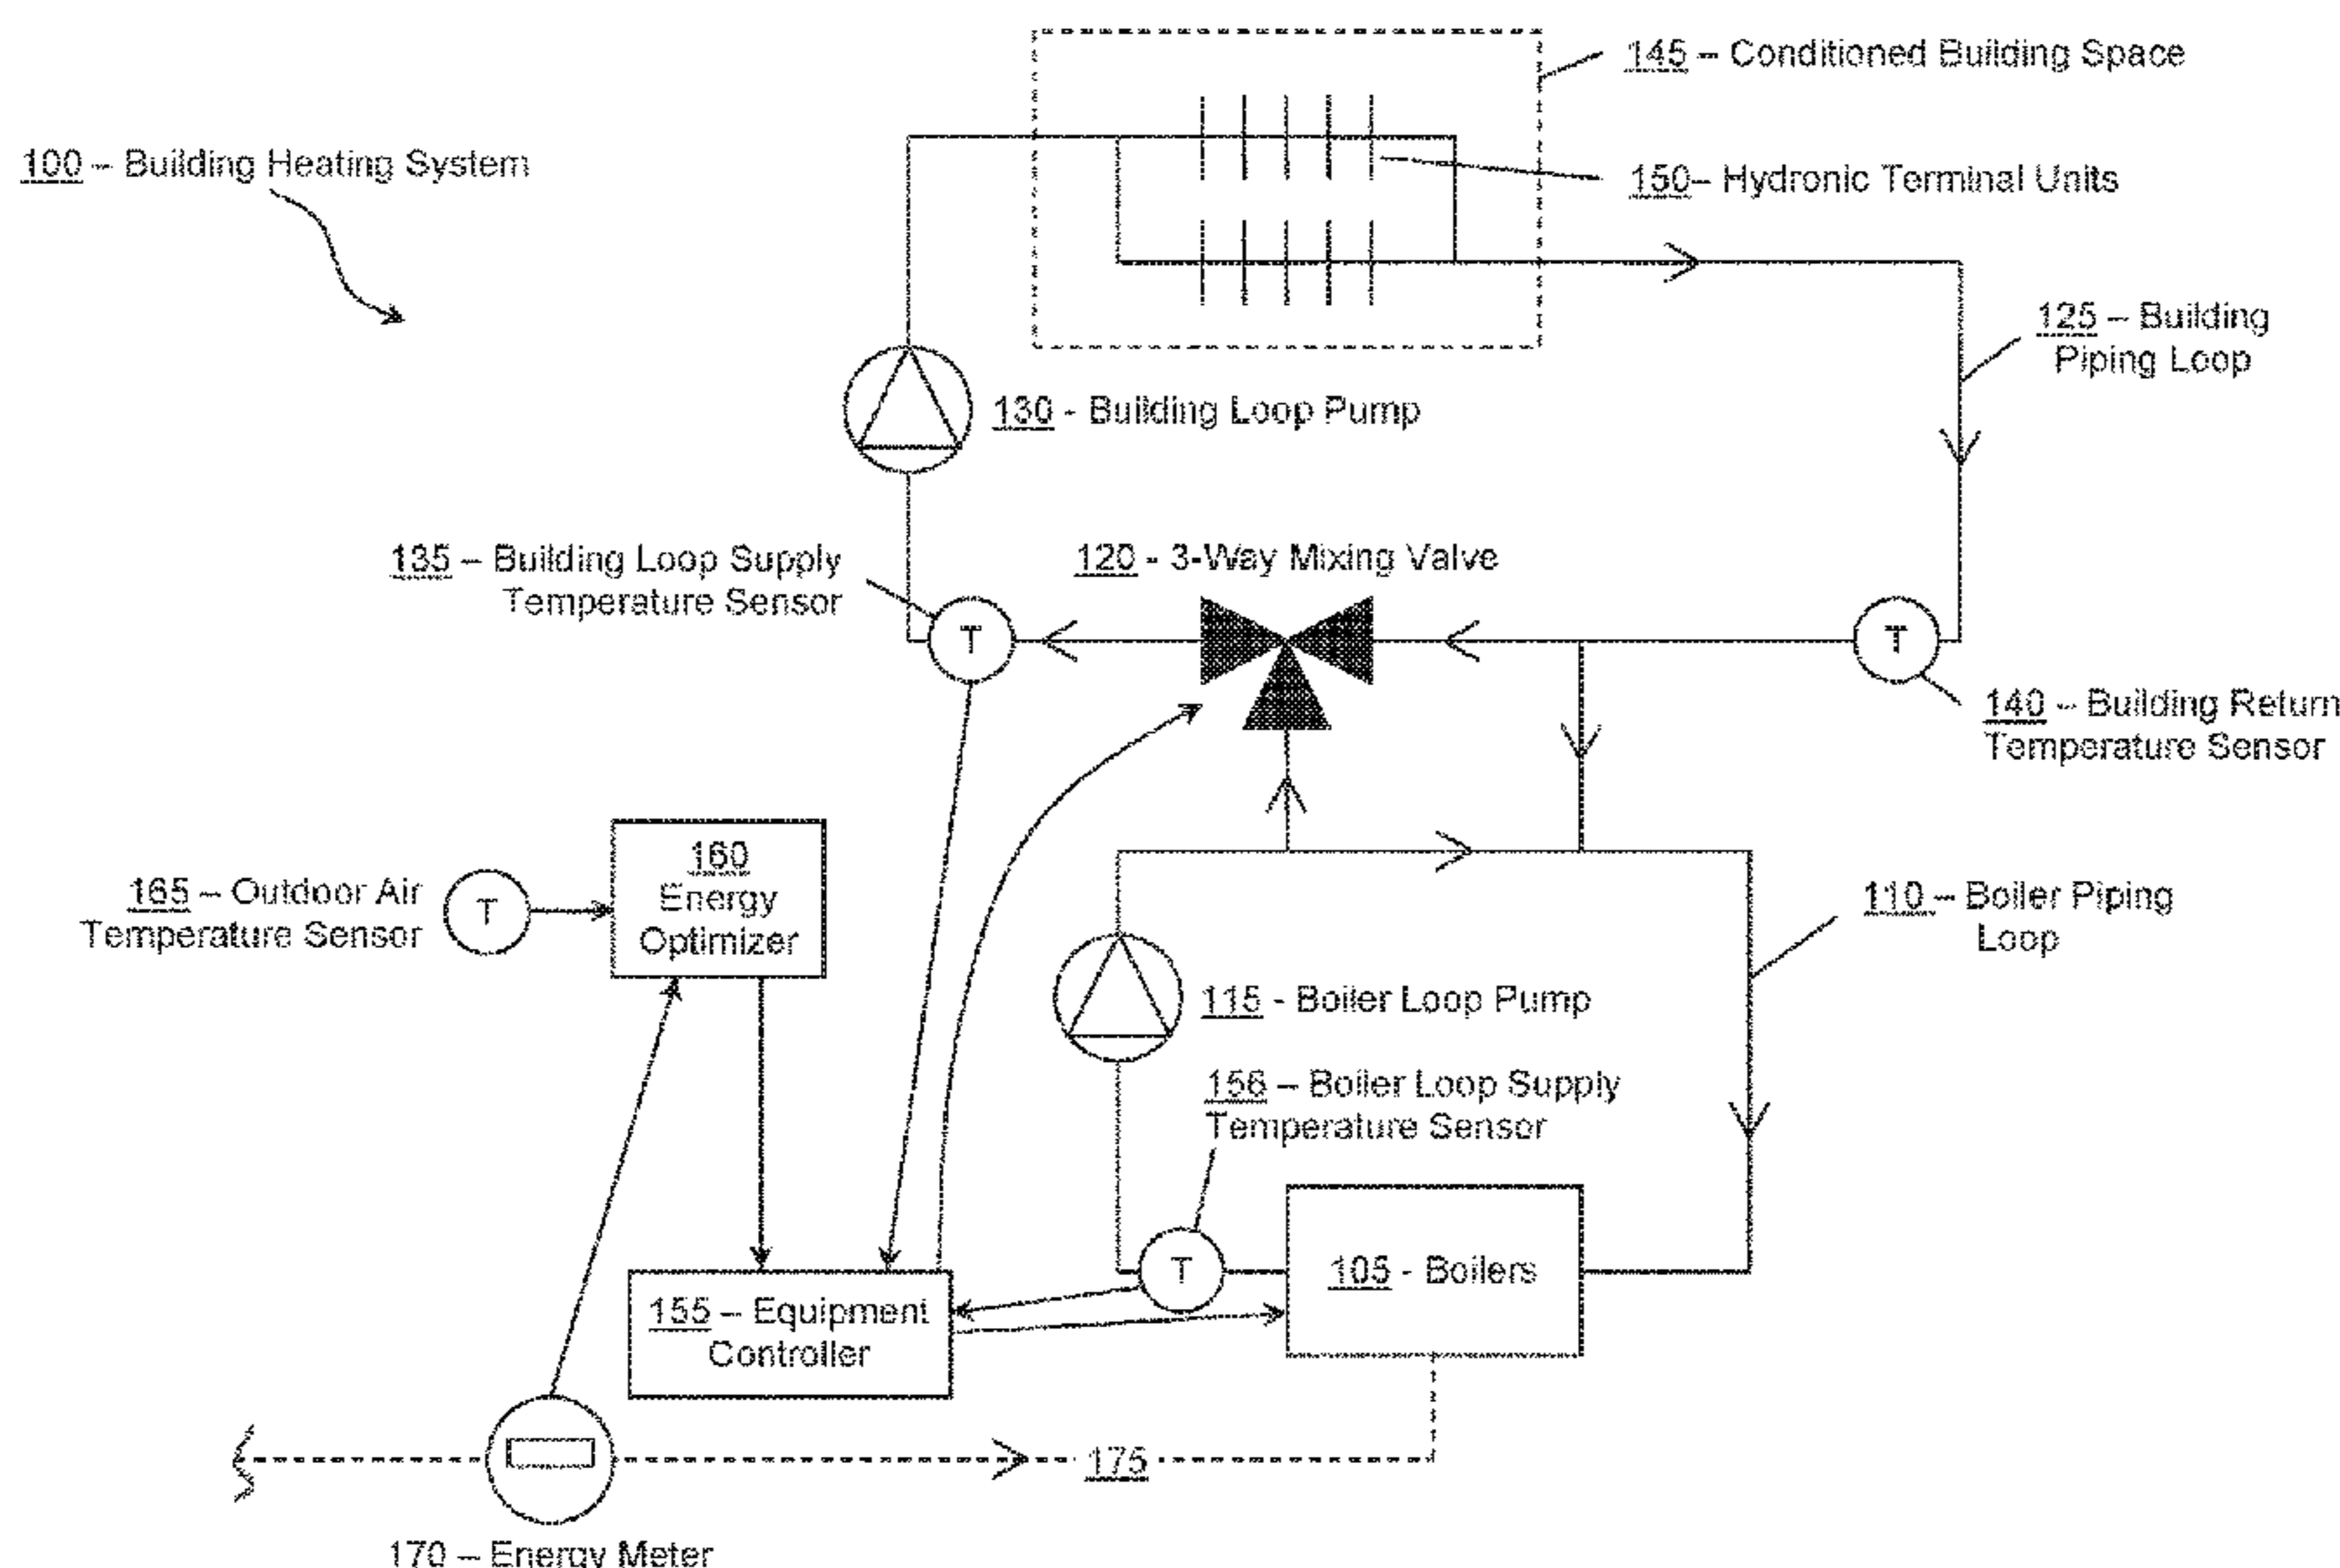 145 – Conditioned Building Space
100 – Building Heating System
150– Hydronic Terminal Units
125 – Building
Piping Loop
130 - Building Loop Pump
135 – Building Loop Supply
Temperature Sensor
120 - 3-Way Mixing Valve
T
T
140 – Building Return
Temperature Sensor
160
Energy
Optimizer
165 – Outdoor Air
Temperature Sensor
T
110 – Boiler Piping
Loop
115 - Boiler Loop Pump
156 – Boiler Loop Supply
Temperature Sensor
T
105 - Boilers
155 – Equipment
Controller
175
170 – Energy Meter